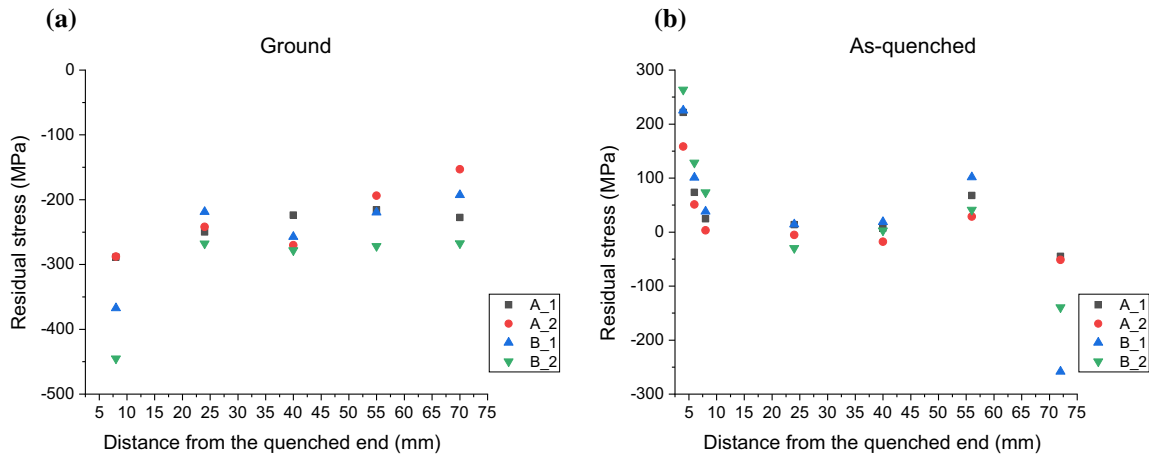 (a)
Ground
0
-100
-200
-300
-400
-500
Residual stress (MPa)
5 10 15 20 25 30 35 40 45 50 55 60 65 70 75
Distance from the quenched end (mm)
A_1
A_2
B_1
B_2
(b)
As-quenched
300
200
100
0
-100
-200
-300
Residual stress (MPa)
5 10 15 20 25 30 35 40 45 50 55 60 65 70 75
Distance from the quenched end (mm)
A_1
A_2
B_1
B_2